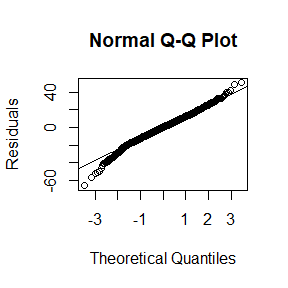 Normal Q-Q Plot
Residuals
40
0
-60
-3 -1 1 2 3
Theoretical Quantiles